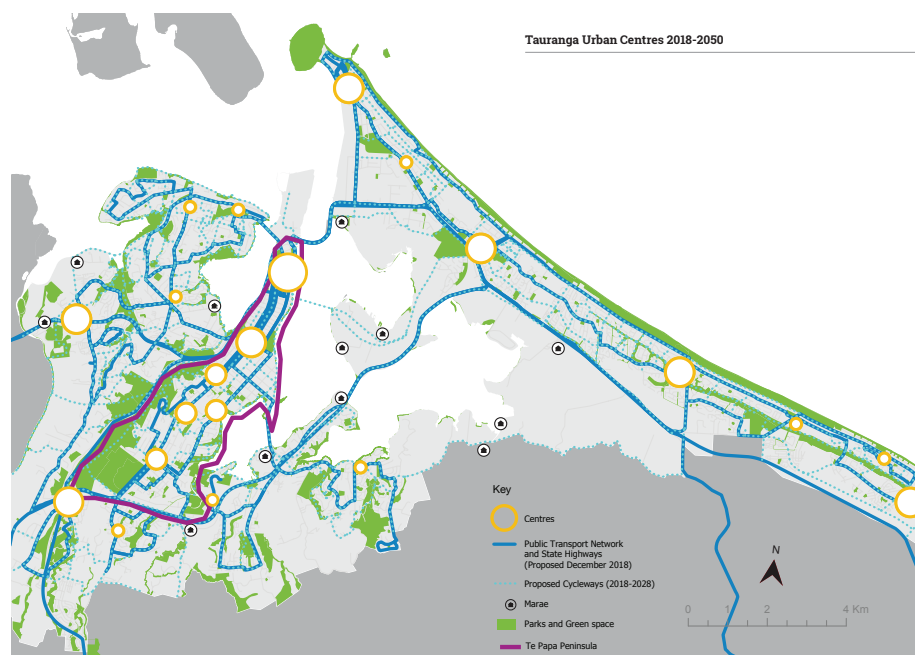 Tauranga Urban Centres 2018-2050
Key
Centres
Public Transport Network
and State Highways
(Proposed December 2018)
Proposed Cycleways (2018-2028)
Marae
Parks and Green space
Te Papa Peninsula
N
0 2 4 Km